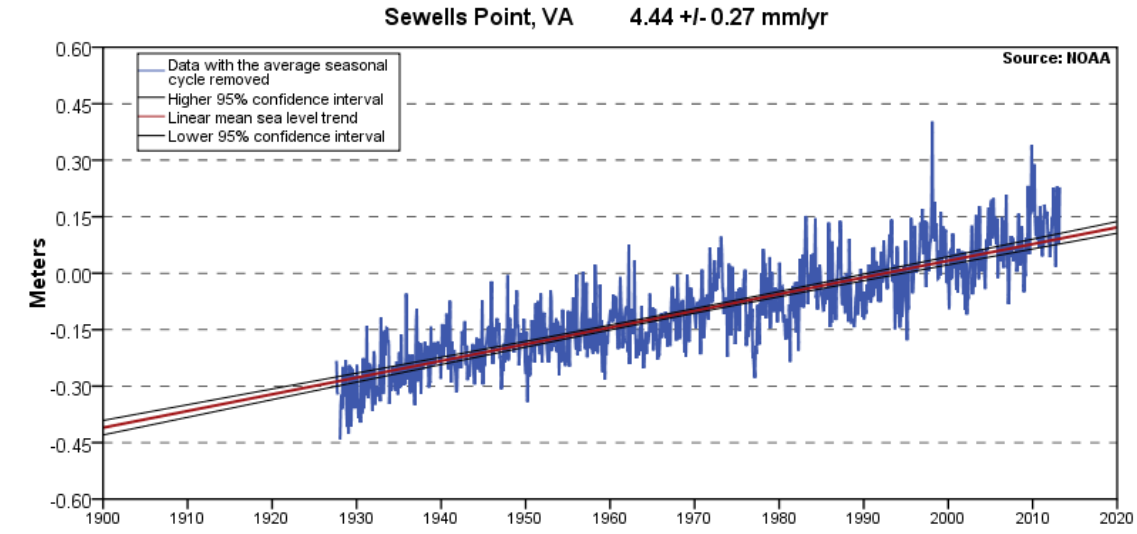 Sewells Point, VA 4.44 +/- 0.27 mm/yr
Source: NOAA
Data with the average seasonal
cycle removed
Higher 95% confidence interval
Linear mean sea level trend
Lower 95% confidence interval
Meters
0.60
0.45
0.30
0.15
0.00
-0.15
-0.30
-0.45
-0.60
1900 1910 1920 1930 1940 1950 1960 1970 1980 1990 2000 2010 2020